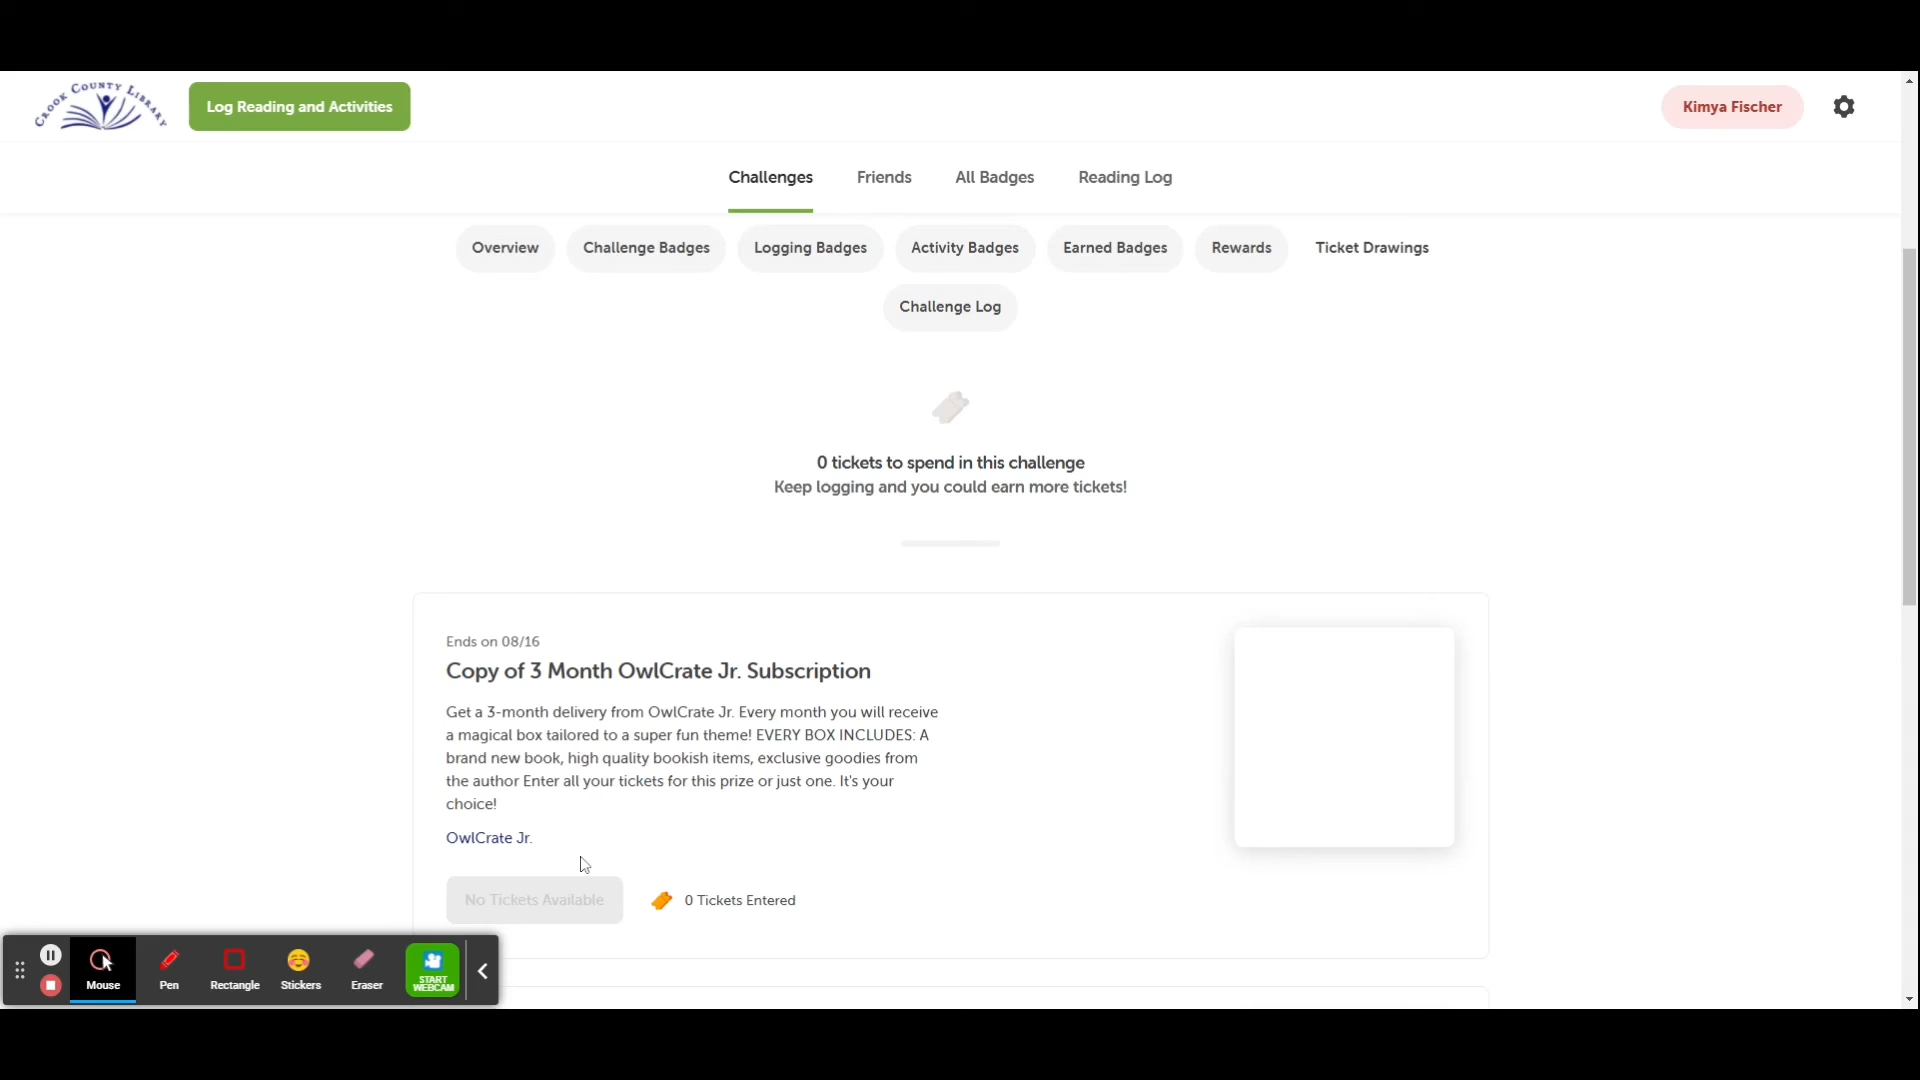 CROOK COUNTY LIBRARY
Log Reading and Activities
Kimya Fischer
Challenges
Friends
All Badges
Reading Log
Overview
Challenge Badges
Logging Badges
Activity Badges
Earned Badges
Rewards
Ticket Drawings
Challenge Log
0 tickets to spend in this challenge
Keep logging and you could earn more tickets!
Ends on 08/16
Copy of 3 Month OwlCrate Jr. Subscription
Get a 3-month delivery from OwlCrate Jr. Every month you will receive
a magical box tailored to a super fun theme! EVERY BOX INCLUDES: A
brand new book, high quality bookish items, exclusive goodies from
the author Enter all your tickets for this prize or just one. It's your
choice!
OwlCrate Jr.
No Tickets Available
0 Tickets Entered
Mouse
Pen
Rectangle
Stickers
Eraser
START
WEBCAM